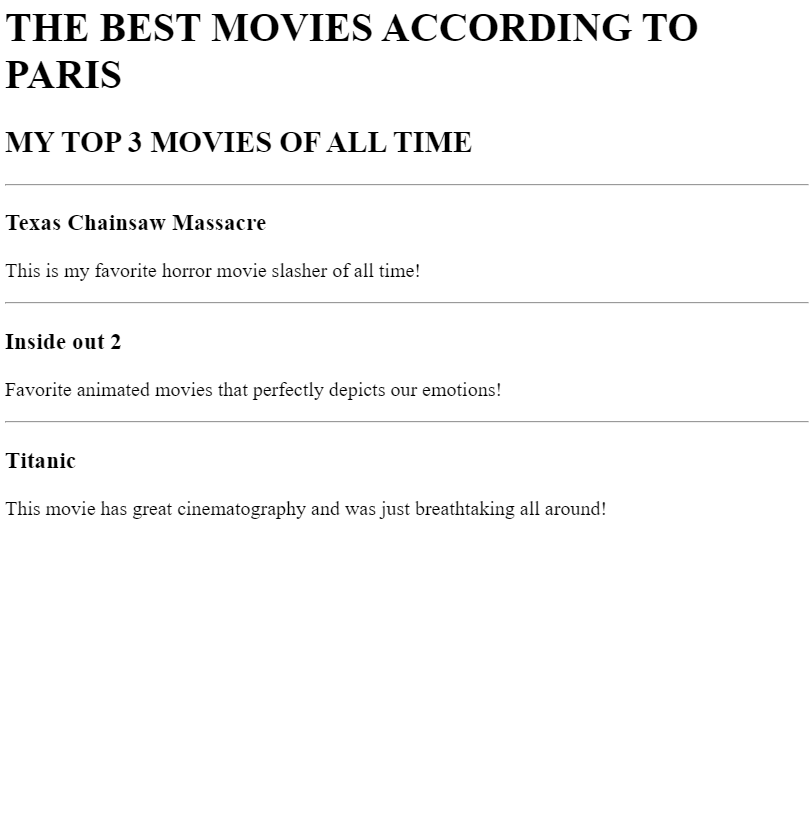 THE BEST MOVIES ACCORDING TO
PARIS
MY TOP 3 MOVIES OF ALL TIME
Texas Chainsaw Massacre
This is my favorite horror movie slasher of all time!
Inside out 2
Favorite animated movies that perfectly depicts our emotions!
Titanic
This movie has great cinematography and was just breathtaking all around!